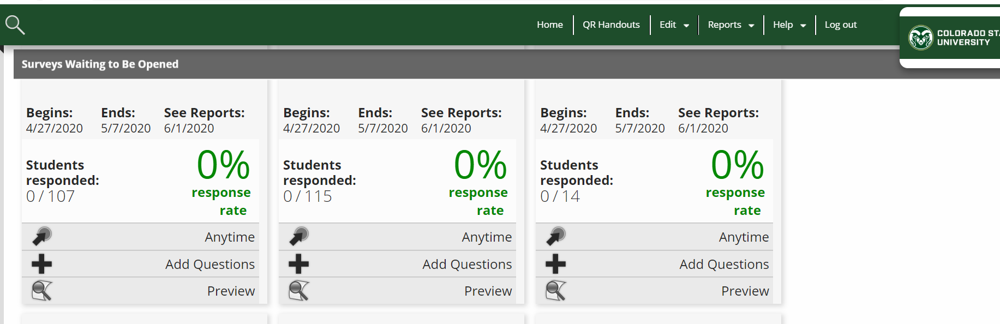 Home QR Handouts Edit Reports Help Log out
COLORADO STA
UNIVERSITY
Surveys Waiting to Be Opened
Begins: Ends: See Reports:
4/27/2020 5/7/2020 6/1/2020
Students
responded:
0 / 107
0%
response
rate
Anytime
Add Questions
Preview
Begins: Ends: See Reports:
4/27/2020 5/7/2020 6/1/2020
Students
responded:
0 / 115
0%
response
rate
Anytime
Add Questions
Preview
Begins: Ends: See Reports:
4/27/2020 5/7/2020 6/1/2020
Students
responded:
0 / 14
0%
response
rate
Anytime
Add Questions
Preview